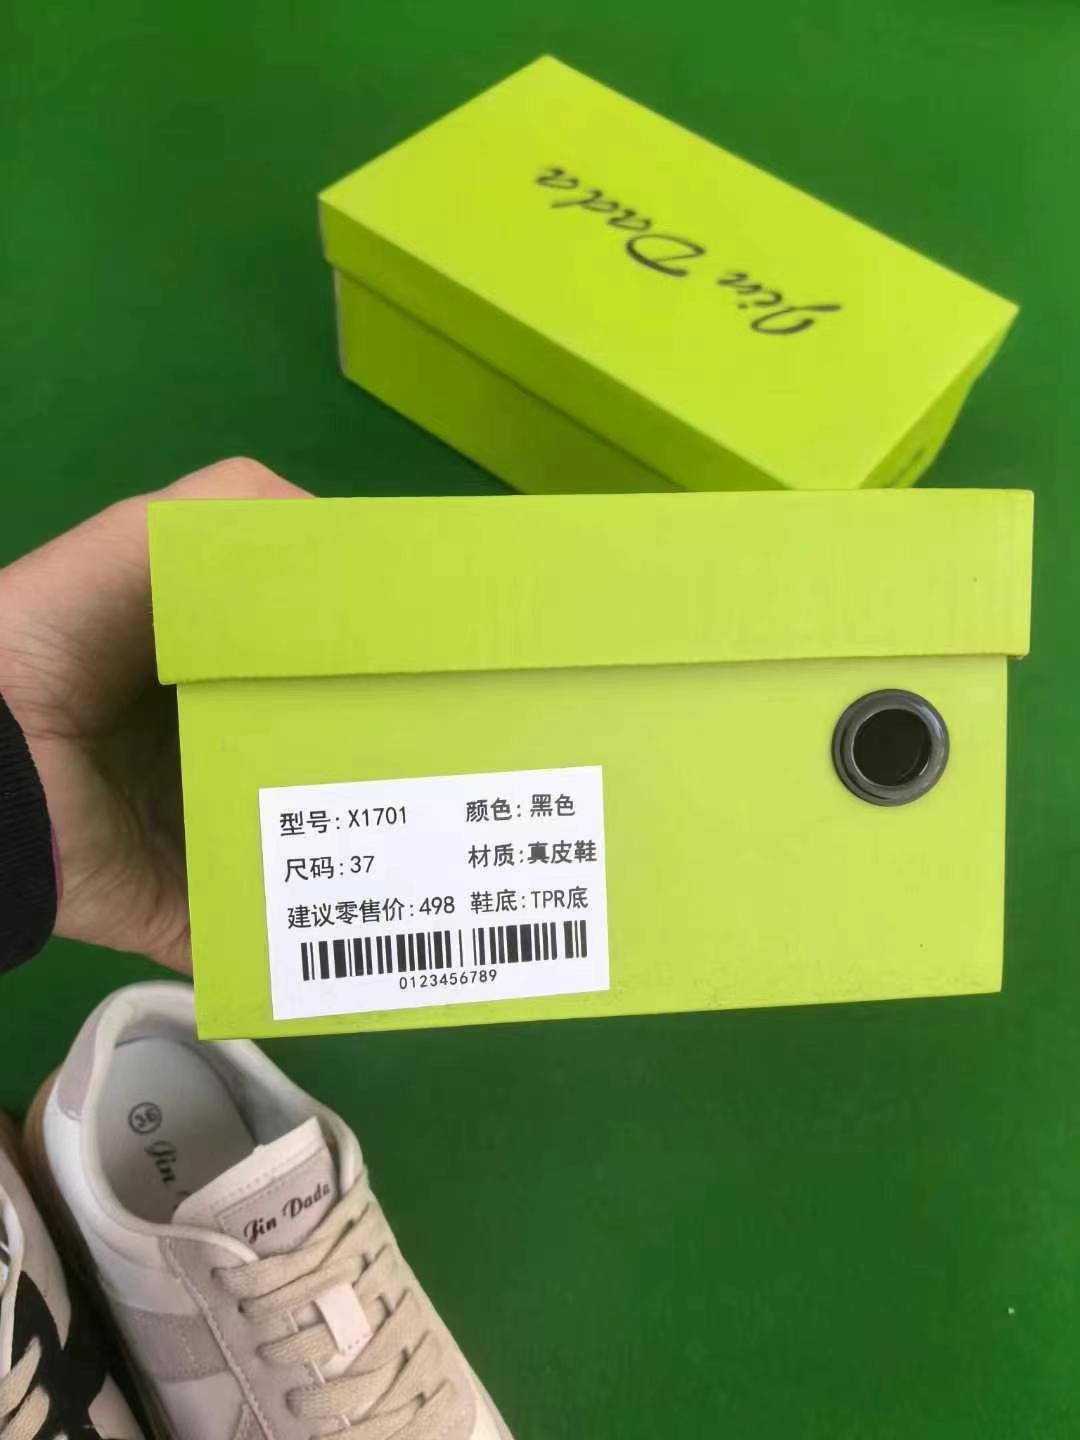 Jin Dada
型号:X1701 颜色:黑色
尺码:37 材质:真皮鞋
建议零售价:498 鞋底:TPR底
0123456789
36
Jin
Jin Dada